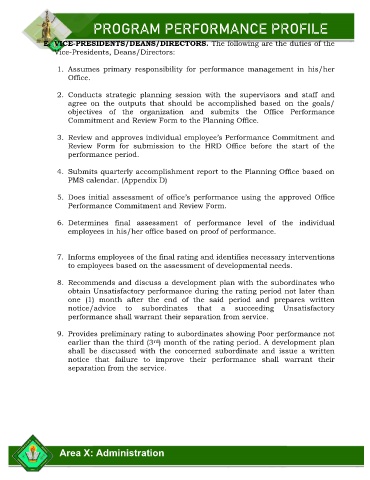 PROGRAM PERFORMANCE PROFILE
E. VICE-PRESIDENTS/DEANS/DIRECTORS. The following are the duties of the
Vice-Presidents, Deans/Directors:
1. Assumes primary responsibility for performance management in his/her
Office.
2. Conducts strategic planning session with the supervisors and staff and
agree on the outputs that should be accomplished based on the goals/
objectives of the organization and submits the Office Performance
Commitment and Review Form to the Planning Office.
3. Review and approves individual employee's Performance Commitment and
Review Form for submission to the HRD Office before the start of the
performance period.
4. Submits quarterly accomplishment report to the Planning Office based on
PMS calendar. (Appendix D)
5. Does initial assessment of office's performance using the approved Office
Performance Commitment and Review Form.
6. Determines final assessment of performance level of the individual
employees in his/her office based on proof of performance.
7. Informs employees of the final rating and identifies necessary interventions
to employees based on the assessment of developmental needs.
8. Recommends and discuss a development plan with the subordinates who
obtain Unsatisfactory performance during the rating period not later than
one (1) month after the end of the said period and prepares written
notice/advice to subordinates that a succeeding Unsatisfactory
performance shall warrant their separation from service.
9. Provides preliminary rating to subordinates showing Poor performance not
earlier than the third (3rd) month of the rating period. A development plan
shall be discussed with the concerned subordinate and issue a written
notice that failure to improve their performance shall warrant their
separation from the service.
Area X: Administration